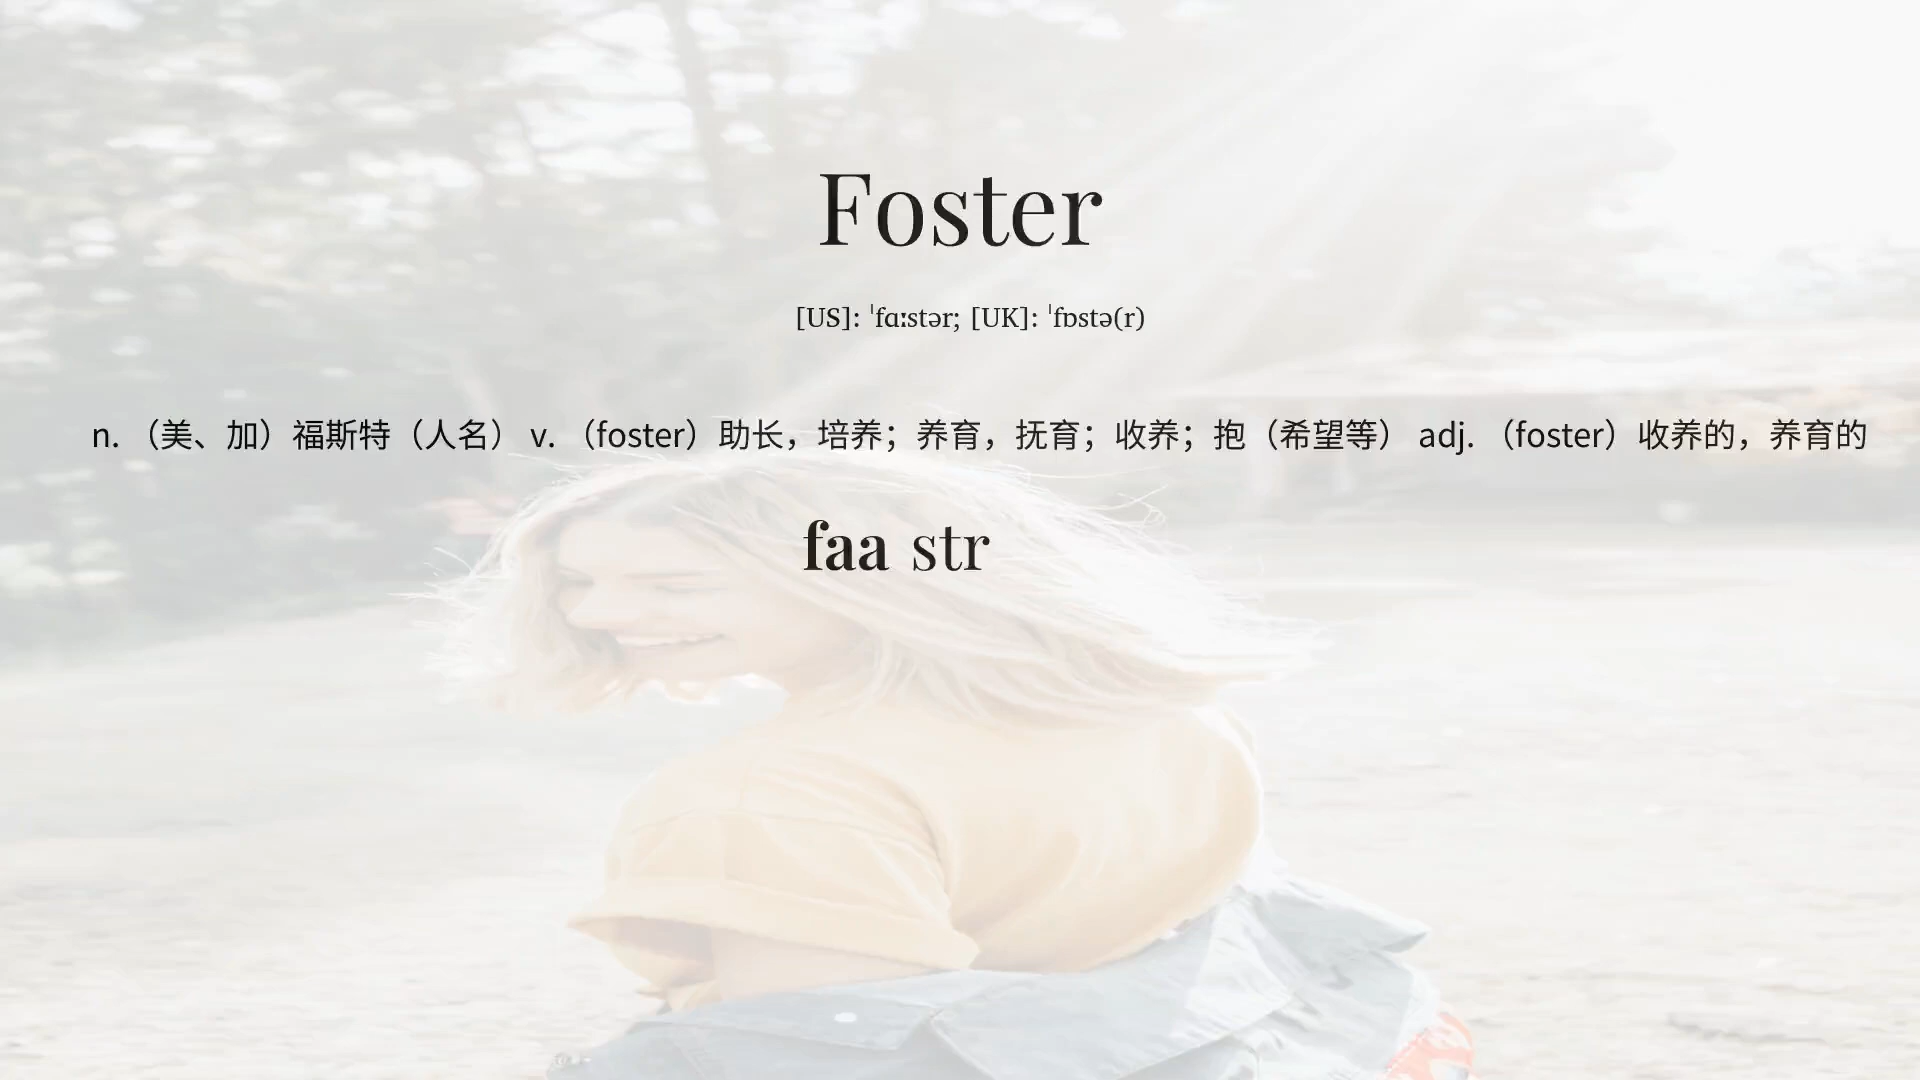 Foster
[US]: ˈfɑːstər; [UK]: ˈfɒstə(r)
n. （美、加）福斯特（人名） v. （foster）助长，培养；养育，抚育；收养；抱（希望等） adj. （foster）收养的，养育的
faa str